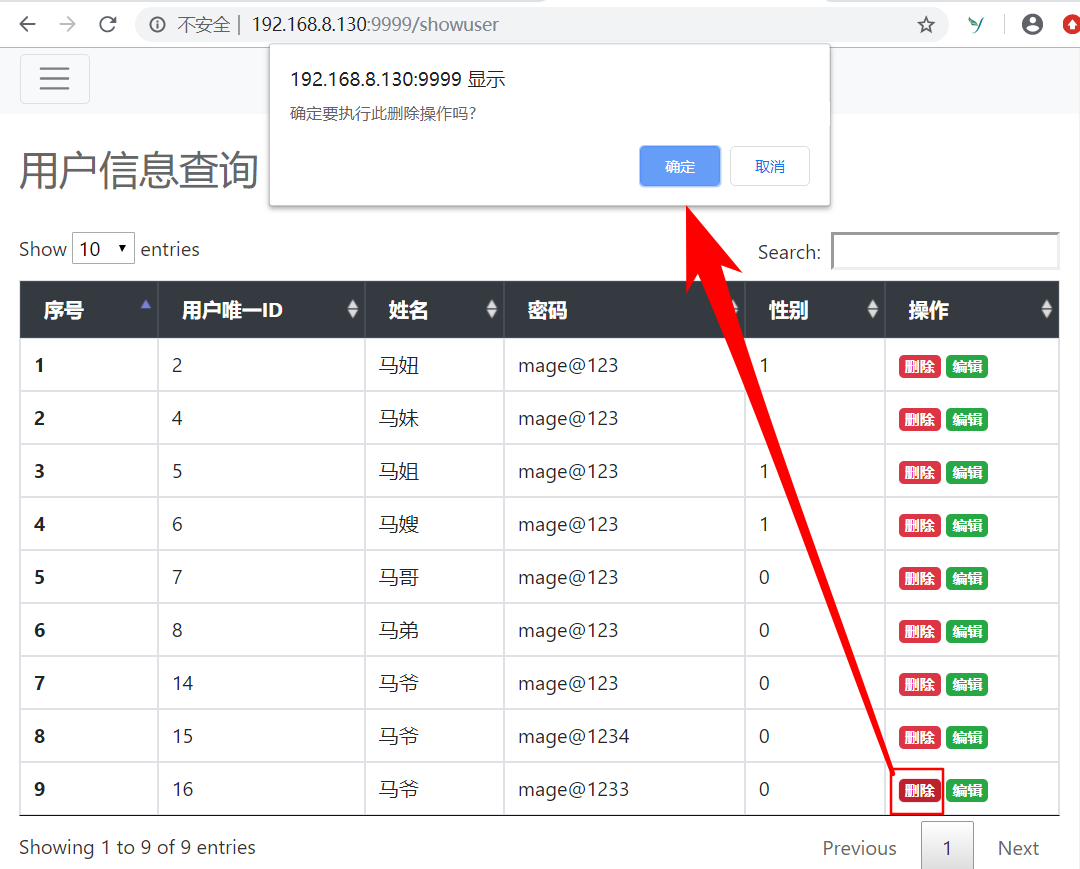 不安全 | 192.168.8.130:9999/showuser
192.168.8.130:9999 显示
确定要执行此删除操作吗?
确定 取消
用户信息查询
Show 10 entries Search:
序号 用户唯一ID 姓名 密码 性别 操作
1 2 马妞 mage@123 1 删除 编辑
2 4 马妹 mage@123 删除 编辑
3 5 马姐 mage@123 1 删除 编辑
4 6 马嫂 mage@123 1 删除 编辑
5 7 马哥 mage@123 0 删除 编辑
6 8 马弟 mage@123 0 删除 编辑
7 14 马爷 mage@123 0 删除 编辑
8 15 马爷 mage@1234 0 删除 编辑
9 16 马爷 mage@1233 0 删除 编辑
Showing 1 to 9 of 9 entries Previous 1 Next